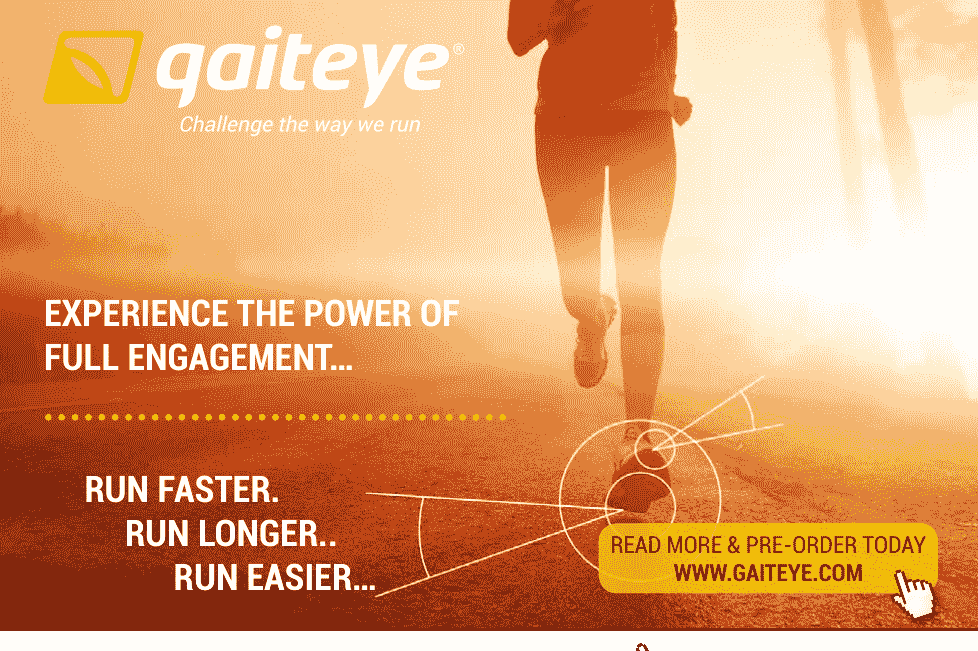 gaiteye®
Challenge the way we run
EXPERIENCE THE POWER OF
FULL ENGAGEMENT...
RUN FASTER.
RUN LONGER..
RUN EASIER...
READ MORE & PRE-ORDER TODAY
WWW.GAITEYE.COM